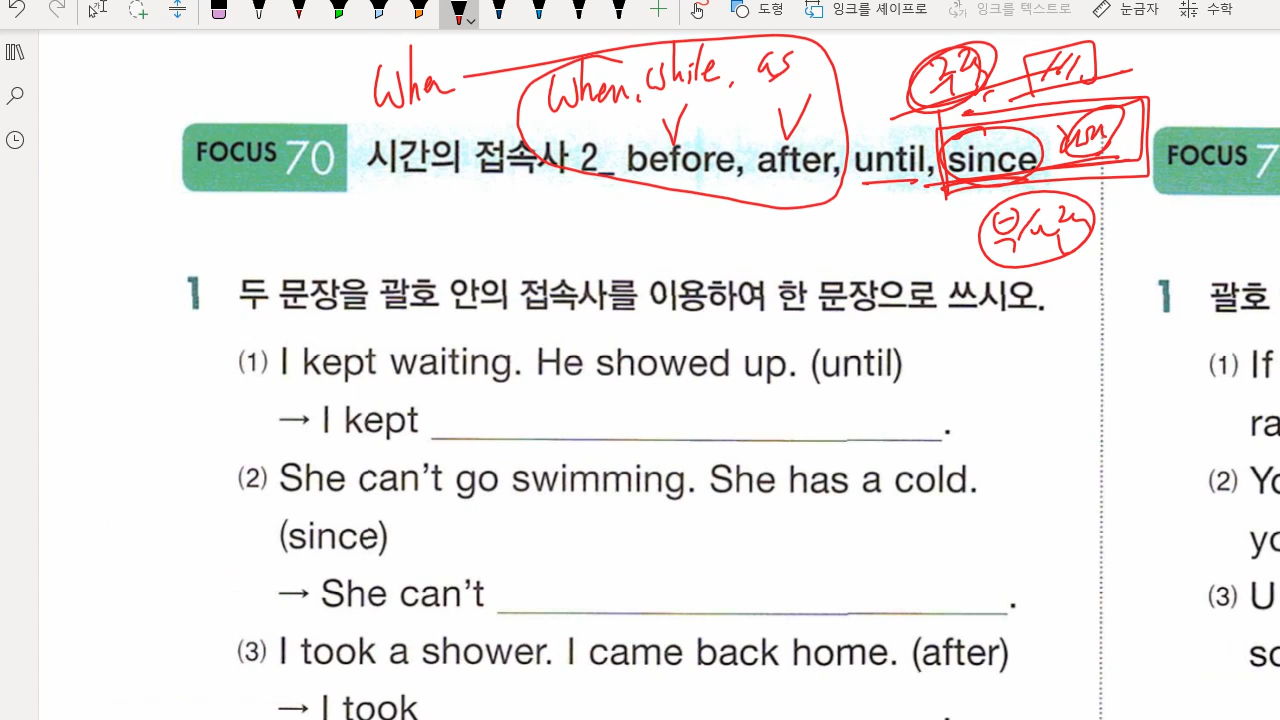 도형 잉크를 셰이프로 잉크를 텍스트로 눈금자 수학
when
when, while, as
FOCUS 70 시간의 접속사 2_ before, after, until, since
FOCUS 7
1 두 문장을 괄호 안의 접속사를 이용하여 한 문장으로 쓰시오.
(1) I kept waiting. He showed up. (until)
→ I kept .
(2) She can't go swimming. She has a cold.
(since)
→ She can't .
(3) I took a shower. I came back home. (after)
→ I took .
1 괄호
(1) If
ra
(2) Yo
yo
(3) U
so